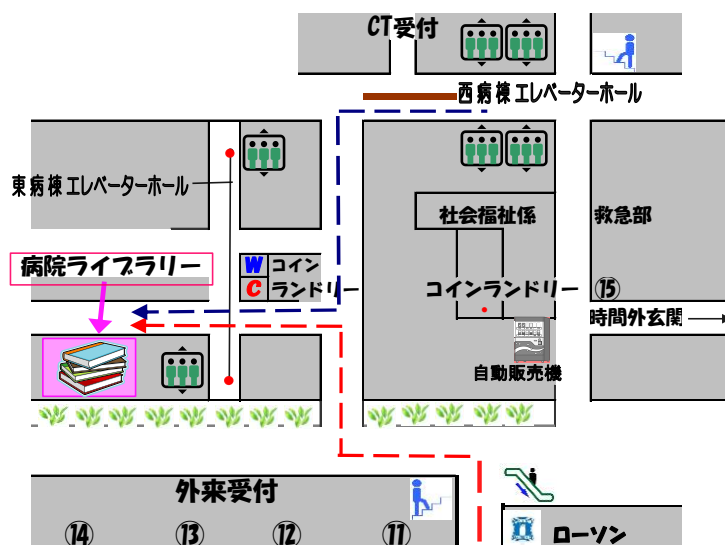 CT受付
西病棟エレベーターホール
東病棟エレベーターホール
社会福祉係
救急部
病院ライブラリー
W コイン
C ランドリー
コインランドリー
⑮
時間外玄関
自動販売機
外来受付
⑭ ⑬ ⑫ ⑪
ローソン